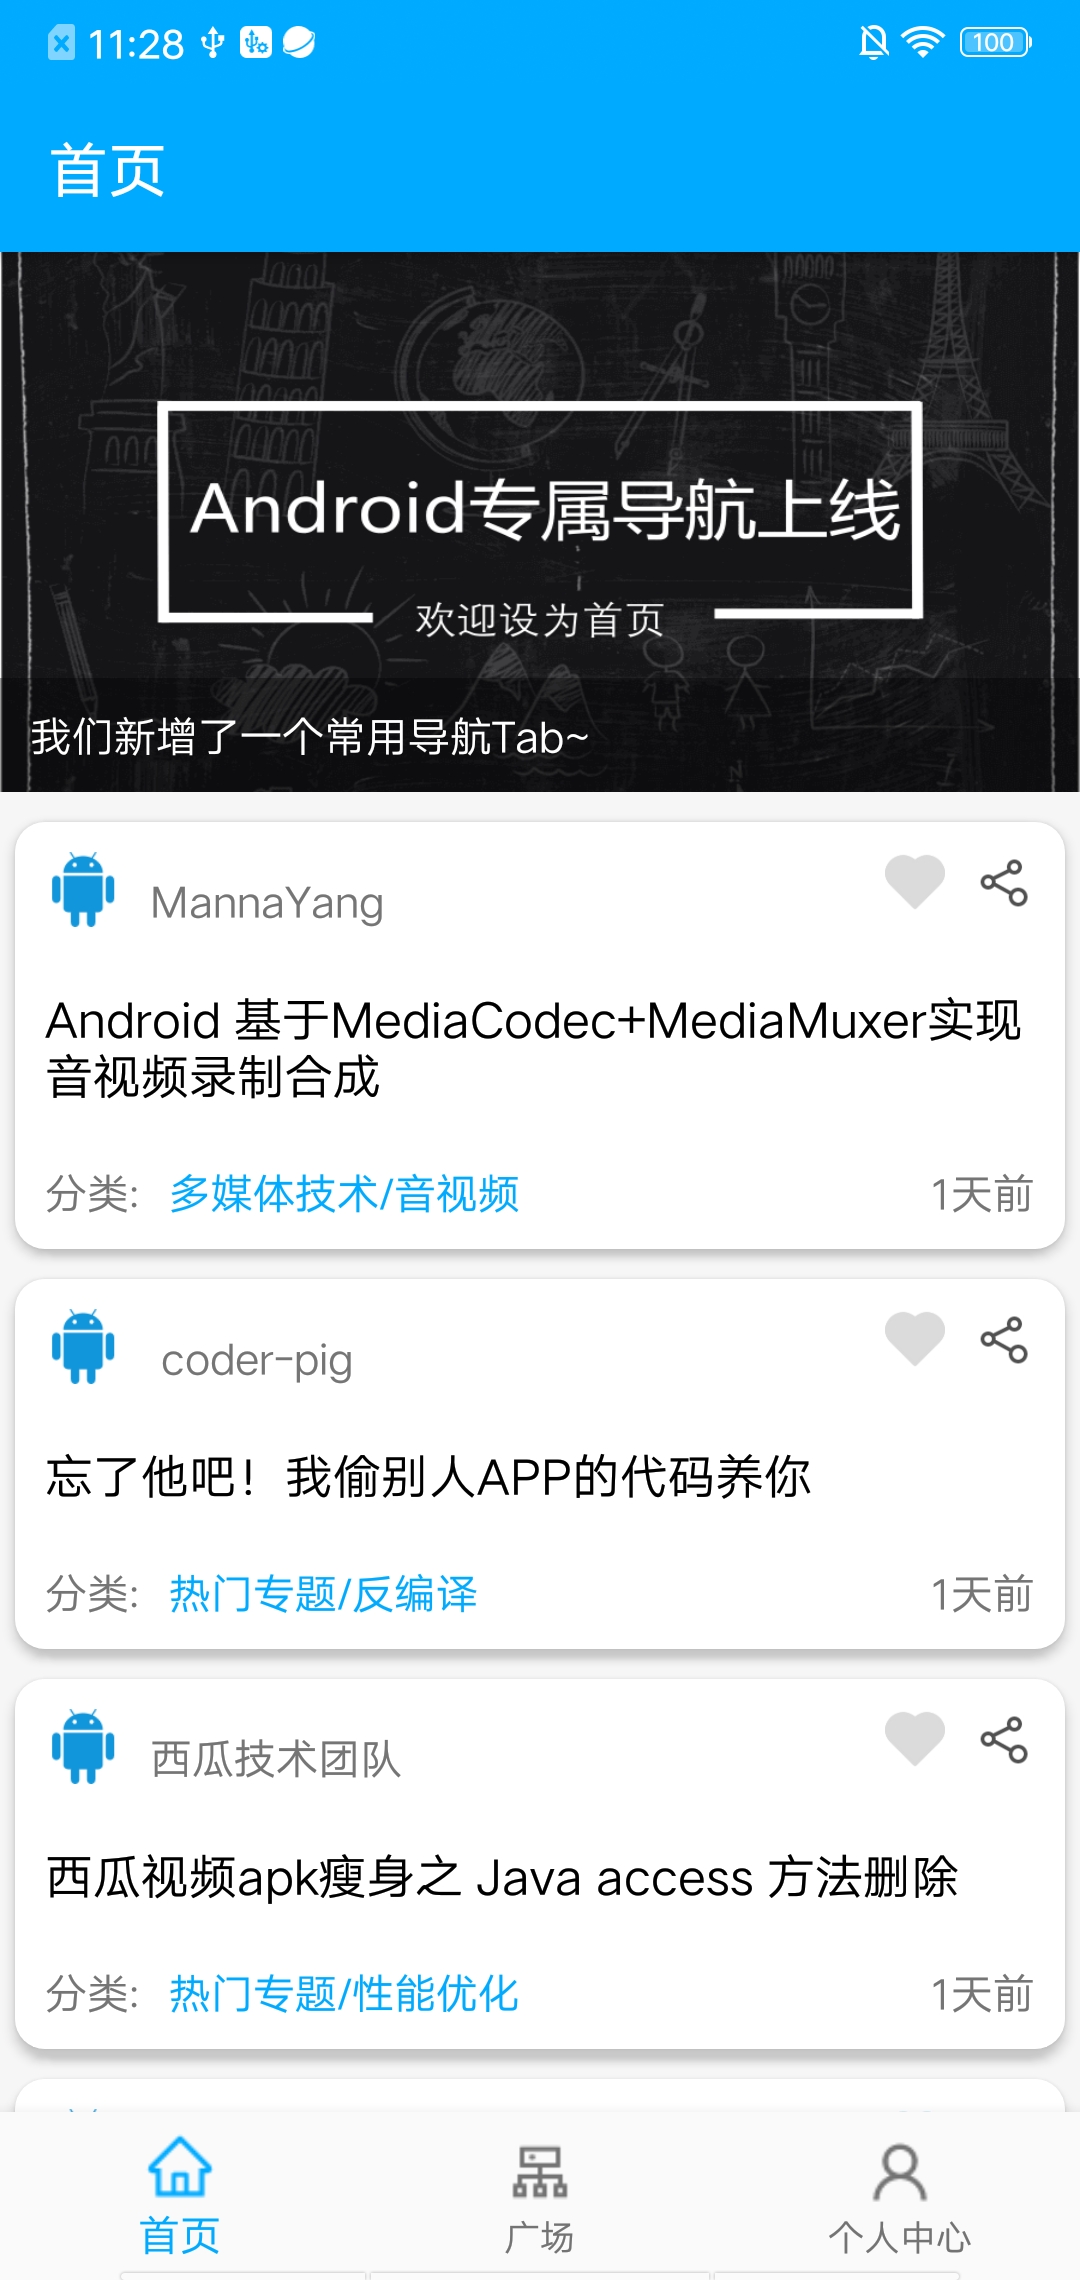 11:28
100
首页
Android专属导航上线
欢迎设为首页
我们新增了一个常用导航Tab~
MannaYang
Android 基于MediaCodec+MediaMuxer实现
音视频录制合成
分类: 多媒体技术/音视频 1天前
coder-pig
忘了他吧！我偷别人APP的代码养你
分类: 热门专题/反编译 1天前
西瓜技术团队
西瓜视频apk瘦身之 Java access 方法删除
分类: 热门专题/性能优化 1天前
首页 广场 个人中心